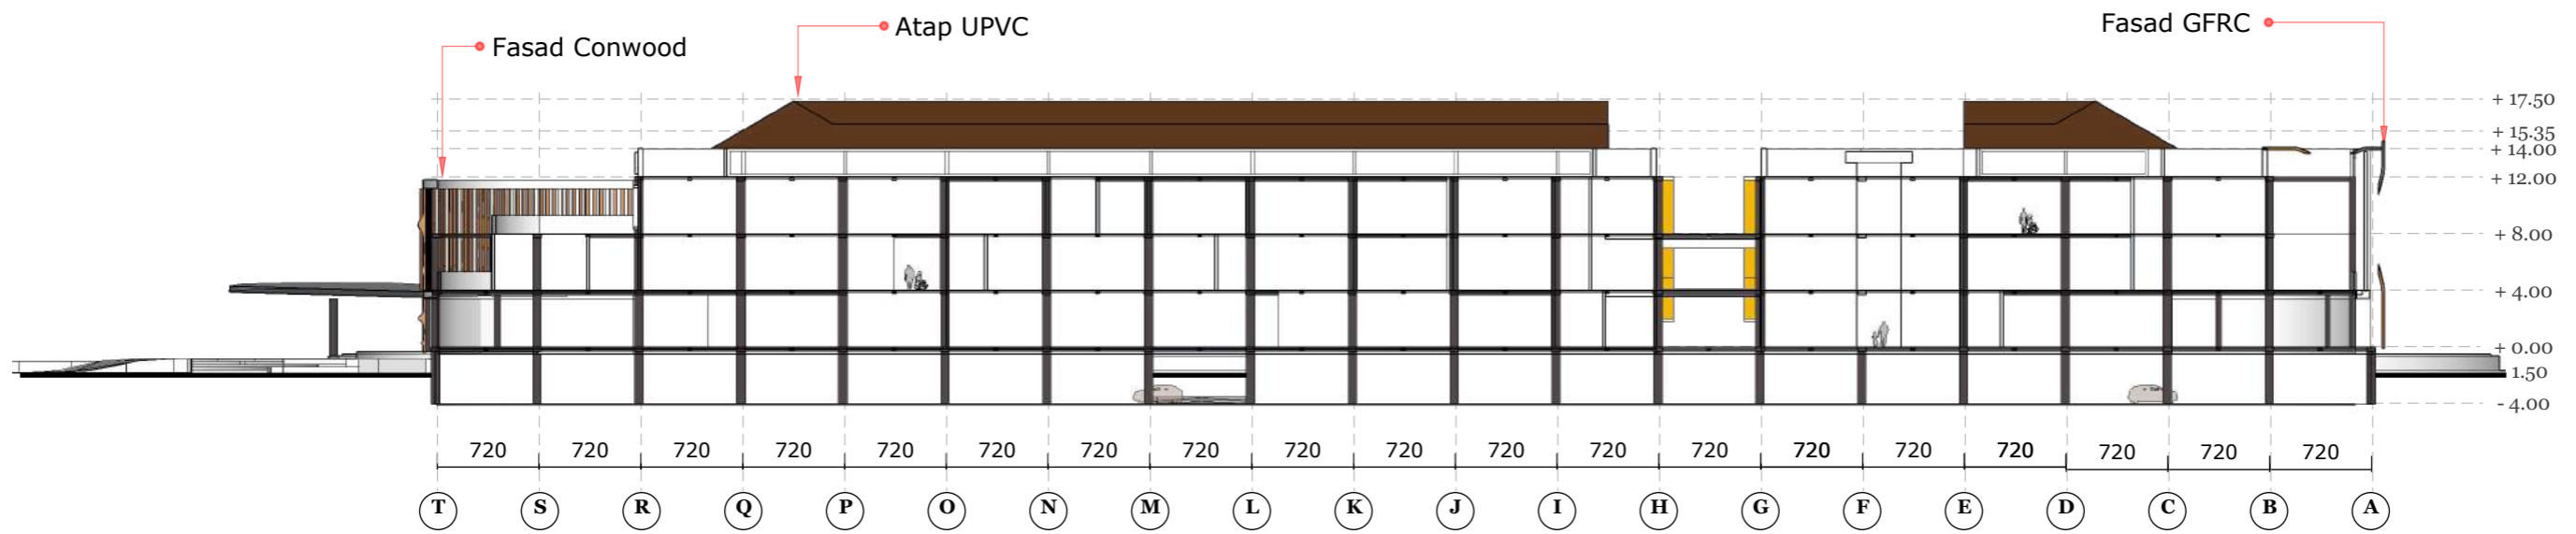 Fasad Conwood
Atap UPVC
Fasad GFRC
+ 17.50
+ 15.35
+ 14.00
+ 12.00
+ 8.00
+ 4.00
+ 0.00
1.50
- 4.00
720 720 720 720 720 720 720 720 720 720 720 720 720 720 720 720 720 720 720
T S R Q P O N M L K J I H G F E D C B A